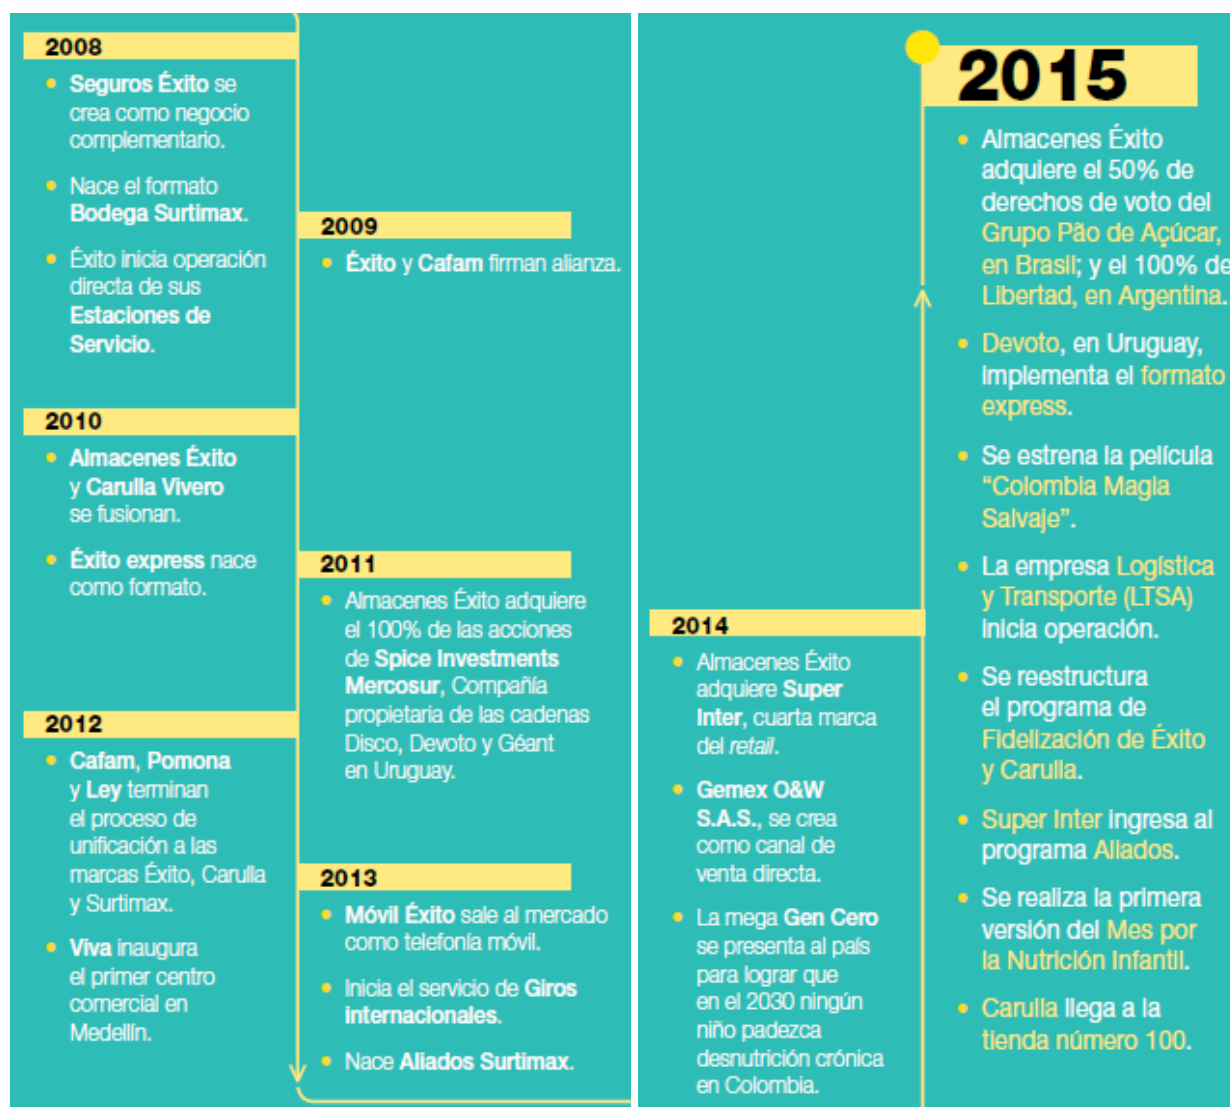 2008
• Seguros Éxito se
crea como negocio
complementario.
• Nace el formato
Bodega Surtimax.
• Éxito inicia operación
directa de sus
Estaciones de
Servicio.
2009
• Éxito y Cafam firman alianza.
2010
• Almacenes Éxito
y Carulla Vivero
se fusionan.
• Éxito express nace
como formato.
2011
• Almacenes Éxito adquiere
el 100% de las acciones
de Spice Investments
Mercosur, Compañía
propietaria de las cadenas
Disco, Devoto y Géant
en Uruguay.
2012
• Cafam, Pomona
y Ley terminan
el proceso de
unificación a las
marcas Éxito, Carulla
y Surtimax.
• Viva inaugura
el primer centro
comercial en
Medellín.
2013
• Móvil Éxito sale al mercado
como telefonía móvil.
• Inicia el servicio de Giros
internacionales.
• Nace Aliados Surtimax.
2014
• Almacenes Éxito
adquiere Super
Inter, cuarta marca
del retail.
• Gemex O&W
S.A.S., se crea
como canal de
venta directa.
• La mega Gen Cero
se presenta al país
para lograr que
en el 2030 ningún
niño padezca
desnutrición crónica
en Colombia.
2015
• Almacenes Éxito
adquiere el 50% de
derechos de voto del
Grupo Pão de Açúcar,
en Brasil; y el 100% de
Libertad, en Argentina.
• Devoto, en Uruguay,
implementa el formato
express.
• Se estrena la película
“Colombia Magia
Salvaje”.
• La empresa Logística
y Transporte (LTSA)
inicia operación.
• Se reestructura
el programa de
Fidelización de Éxito
y Carulla.
• Super Inter ingresa al
programa Aliados.
• Se realiza la primera
versión del Mes por
la Nutrición Infantil.
• Carulla llega a la
tienda número 100.